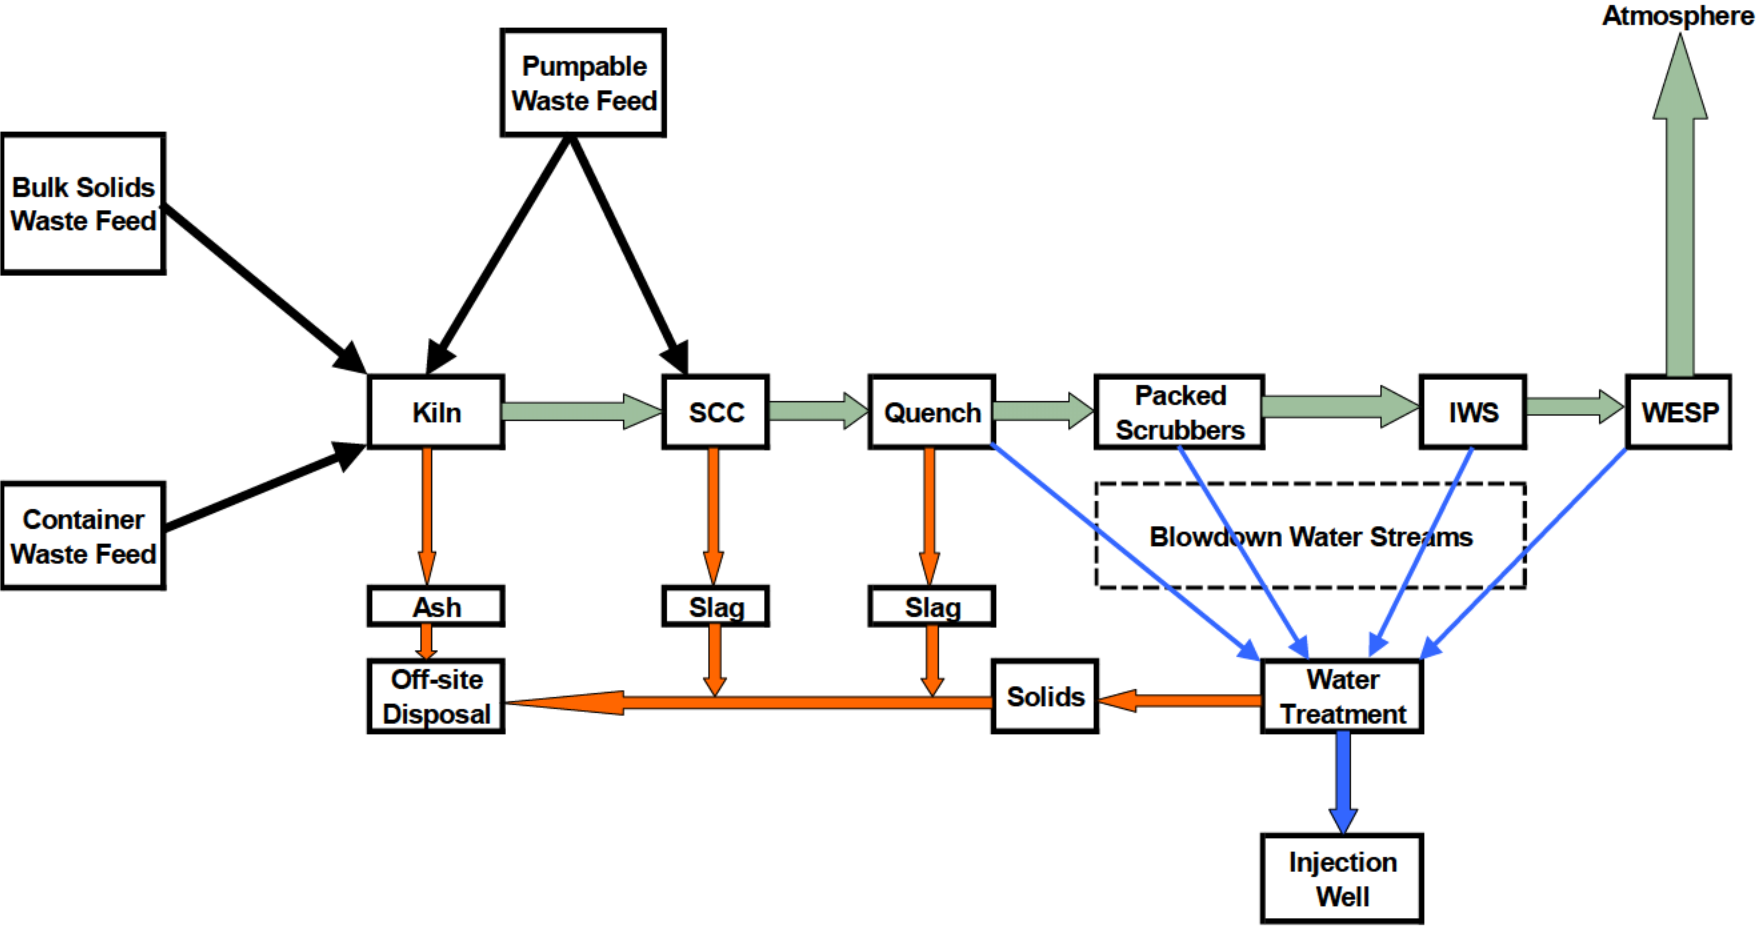 Atmosphere
Pumpable
Waste Feed
Bulk Solids
Waste Feed
Container
Waste Feed
Kiln
SCC
Quench
Packed
Scrubbers
IWS
WESP
Blowdown Water Streams
Ash
Slag
Slag
Off-site
Disposal
Solids
Water
Treatment
Injection
Well